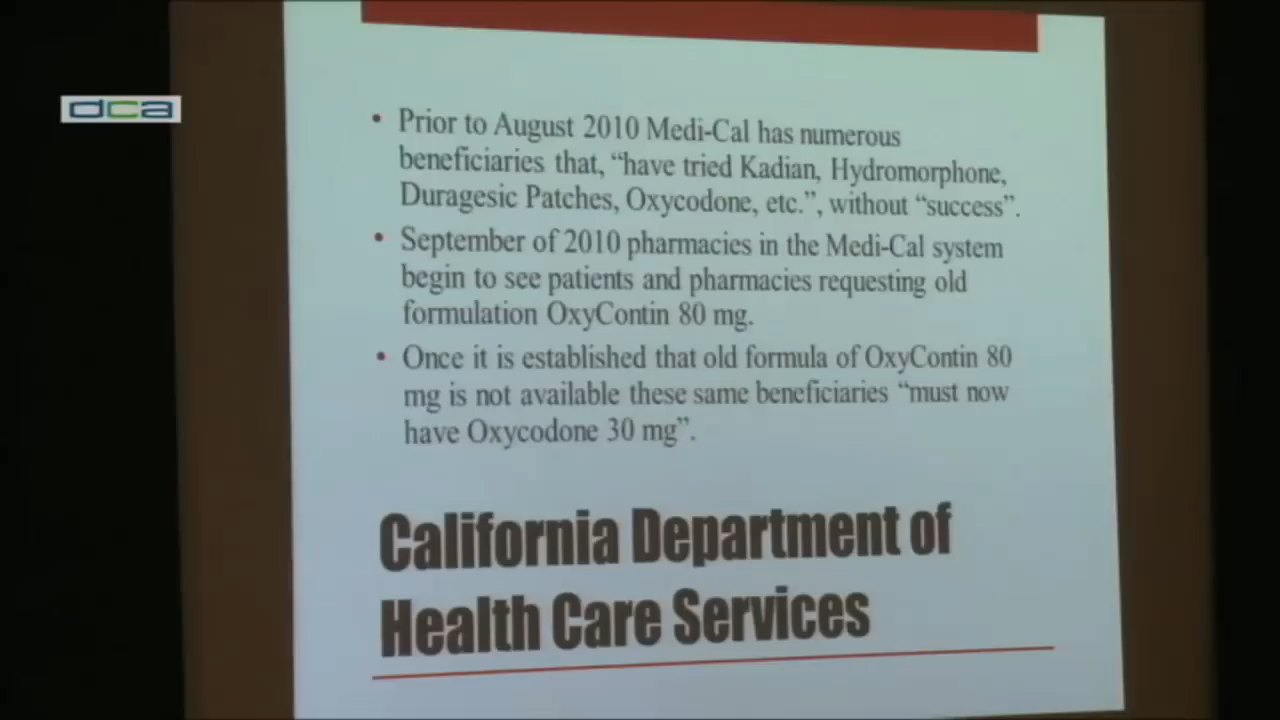 dca
• Prior to August 2010 Medi-Cal has numerous
beneficiaries that, “have tried Kadian, Hydromorphone,
Duragesic Patches, Oxycodone, etc.”, without “success”.
• September of 2010 pharmacies in the Medi-Cal system
begin to see patients and pharmacies requesting old
formulation OxyContin 80 mg.
• Once it is established that old formula of OxyContin 80
mg is not available these same beneficiaries “must now
have Oxycodone 30 mg”.
California Department of
Health Care Services